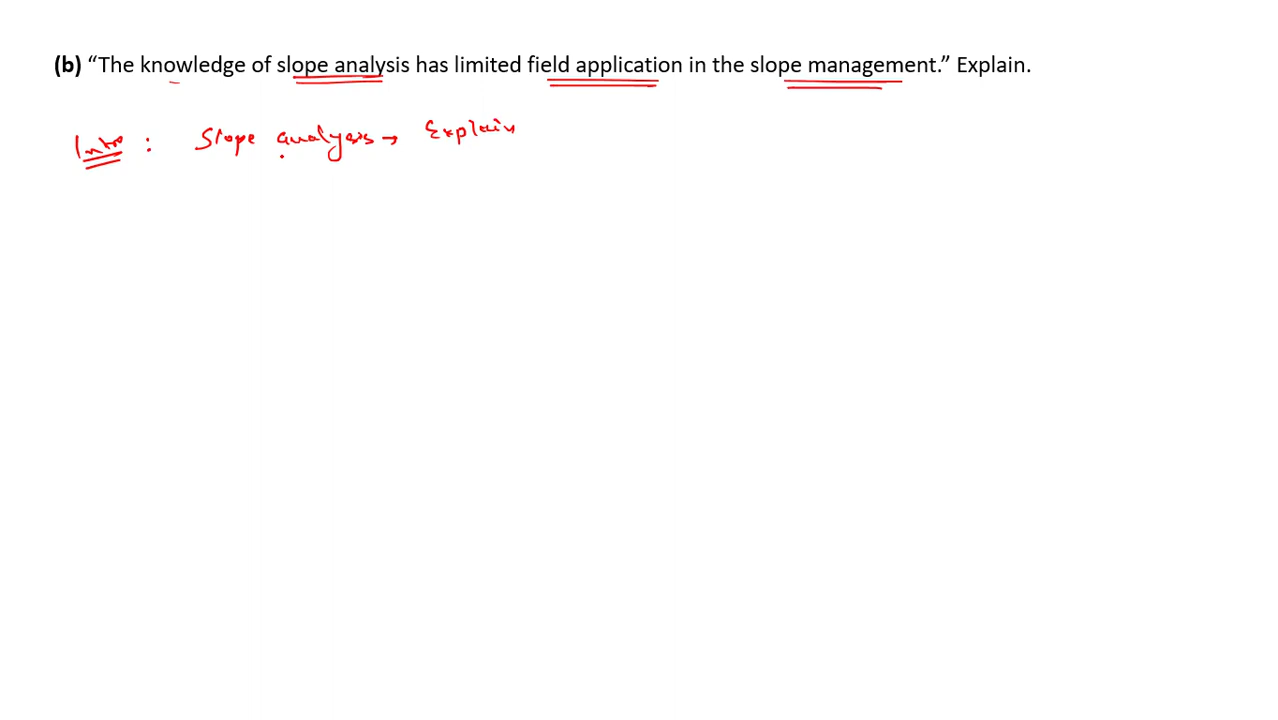 (b) “The knowledge of slope analysis has limited field application in the slope management.” Explain.
Intro : Slope analysis → Explain